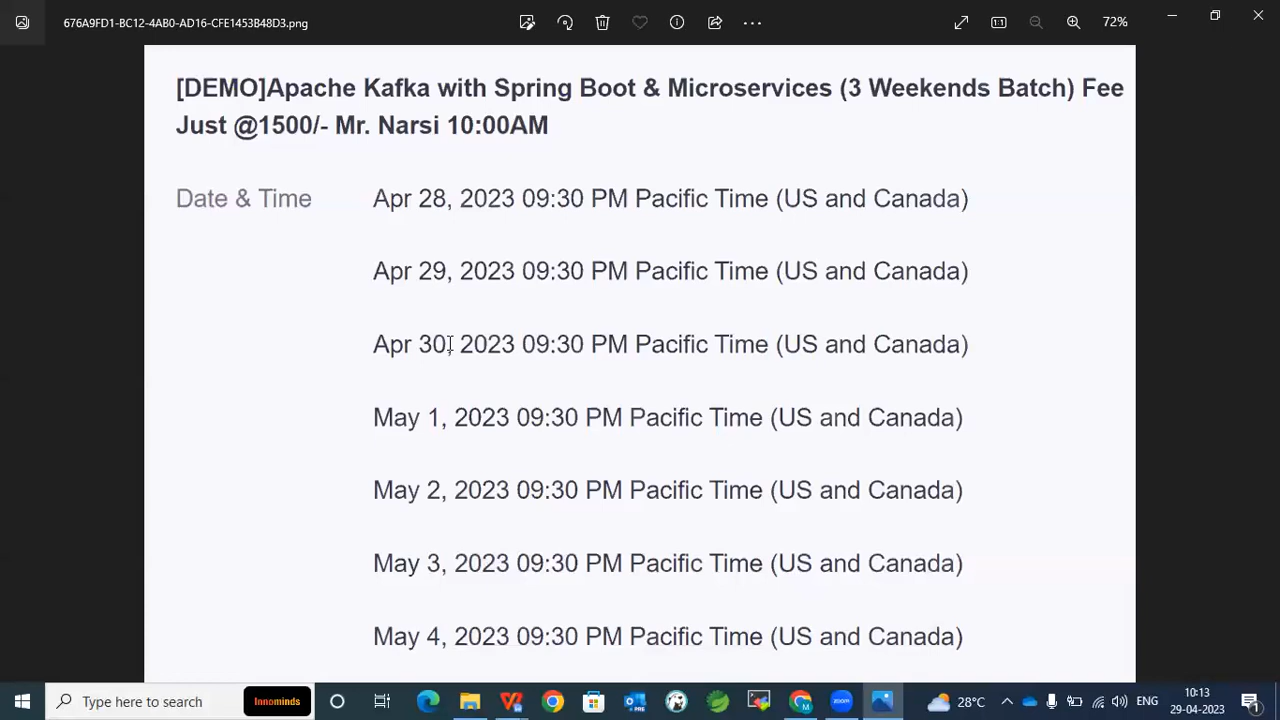 676A9FD1-BC12-4AB0-AD16-CFE1453B48D3.png
72%
[DEMO]Apache Kafka with Spring Boot & Microservices (3 Weekends Batch) Fee
Just @1500/- Mr. Narsi 10:00AM
Date & Time Apr 28, 2023 09:30 PM Pacific Time (US and Canada)
Apr 29, 2023 09:30 PM Pacific Time (US and Canada)
Apr 30, 2023 09:30 PM Pacific Time (US and Canada)
May 1, 2023 09:30 PM Pacific Time (US and Canada)
May 2, 2023 09:30 PM Pacific Time (US and Canada)
May 3, 2023 09:30 PM Pacific Time (US and Canada)
May 4, 2023 09:30 PM Pacific Time (US and Canada)
Type here to search
Innominds
zoom
28°C
ENG
10:13
29-04-2023